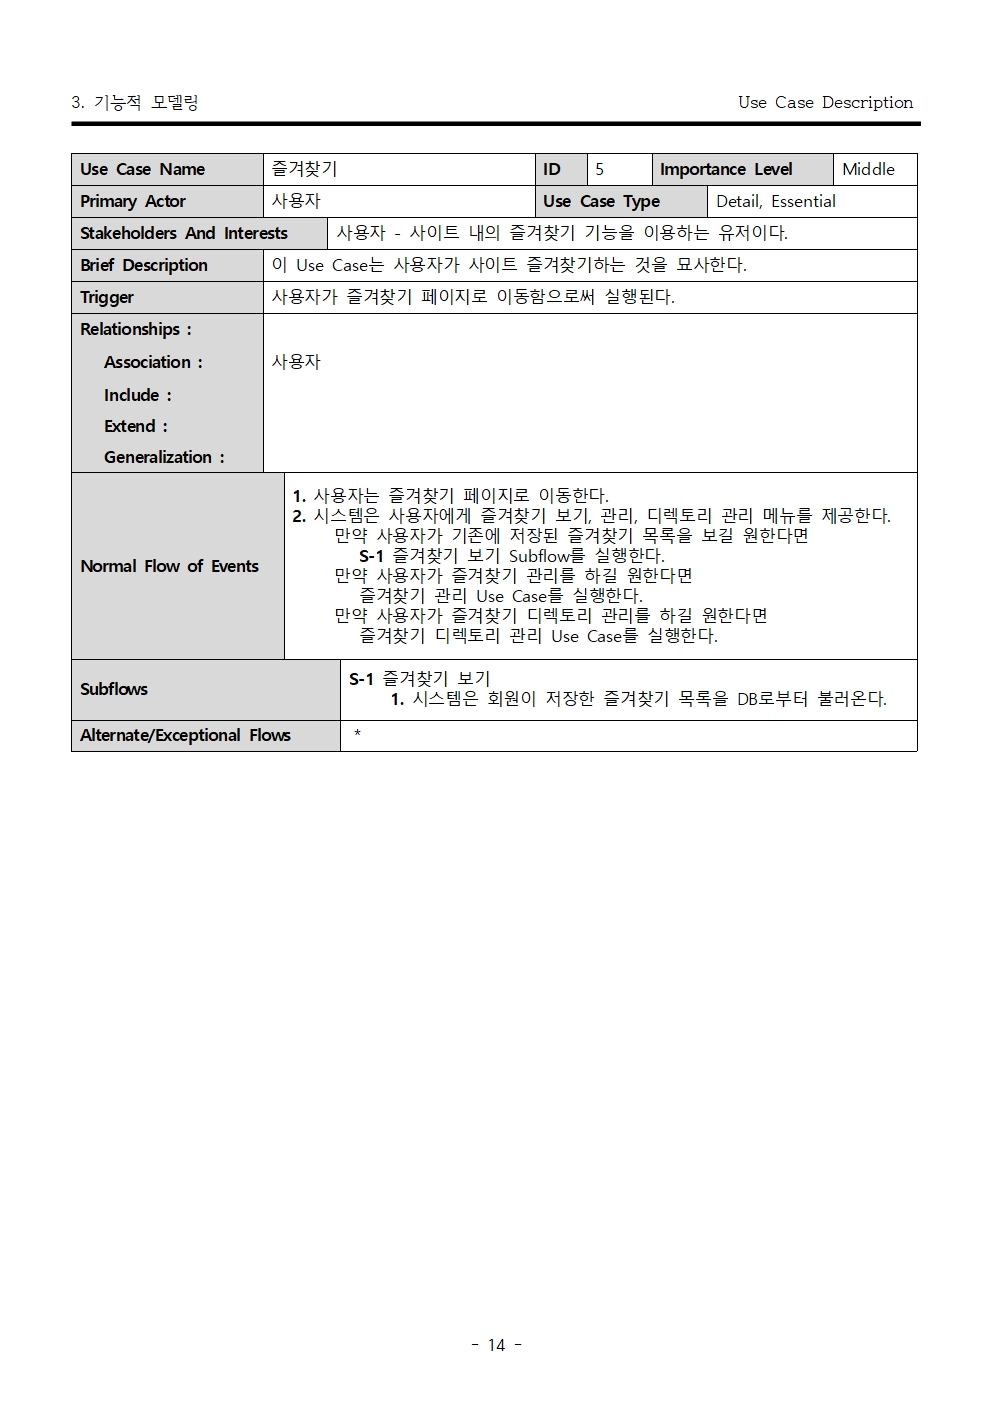 3. 기능적 모델링
Use Case Description
Use Case Name 즐겨찾기 ID 5 Importance Level Middle
Primary Actor 사용자 Use Case Type Detail, Essential
Stakeholders And Interests 사용자 - 사이트 내의 즐겨찾기 기능을 이용하는 유저이다.
Brief Description 이 Use Case는 사용자가 사이트 즐겨찾기하는 것을 묘사한다.
Trigger 사용자가 즐겨찾기 페이지로 이동함으로써 실행된다.
Relationships :
Association : 사용자
Include :
Extend :
Generalization :
Normal Flow of Events
1. 사용자는 즐겨찾기 페이지로 이동한다.
2. 시스템은 사용자에게 즐겨찾기 보기, 관리, 디렉토리 관리 메뉴를 제공한다.
만약 사용자가 기존에 저장된 즐겨찾기 목록을 보길 원한다면
S-1 즐겨찾기 보기 Subflow를 실행한다.
만약 사용자가 즐겨찾기 관리를 하길 원한다면
즐겨찾기 관리 Use Case를 실행한다.
만약 사용자가 즐겨찾기 디렉토리 관리를 하길 원한다면
즐겨찾기 디렉토리 관리 Use Case를 실행한다.
Subflows
S-1 즐겨찾기 보기
1. 시스템은 회원이 저장한 즐겨찾기 목록을 DB로부터 불러온다.
Alternate/Exceptional Flows *
- 14 -